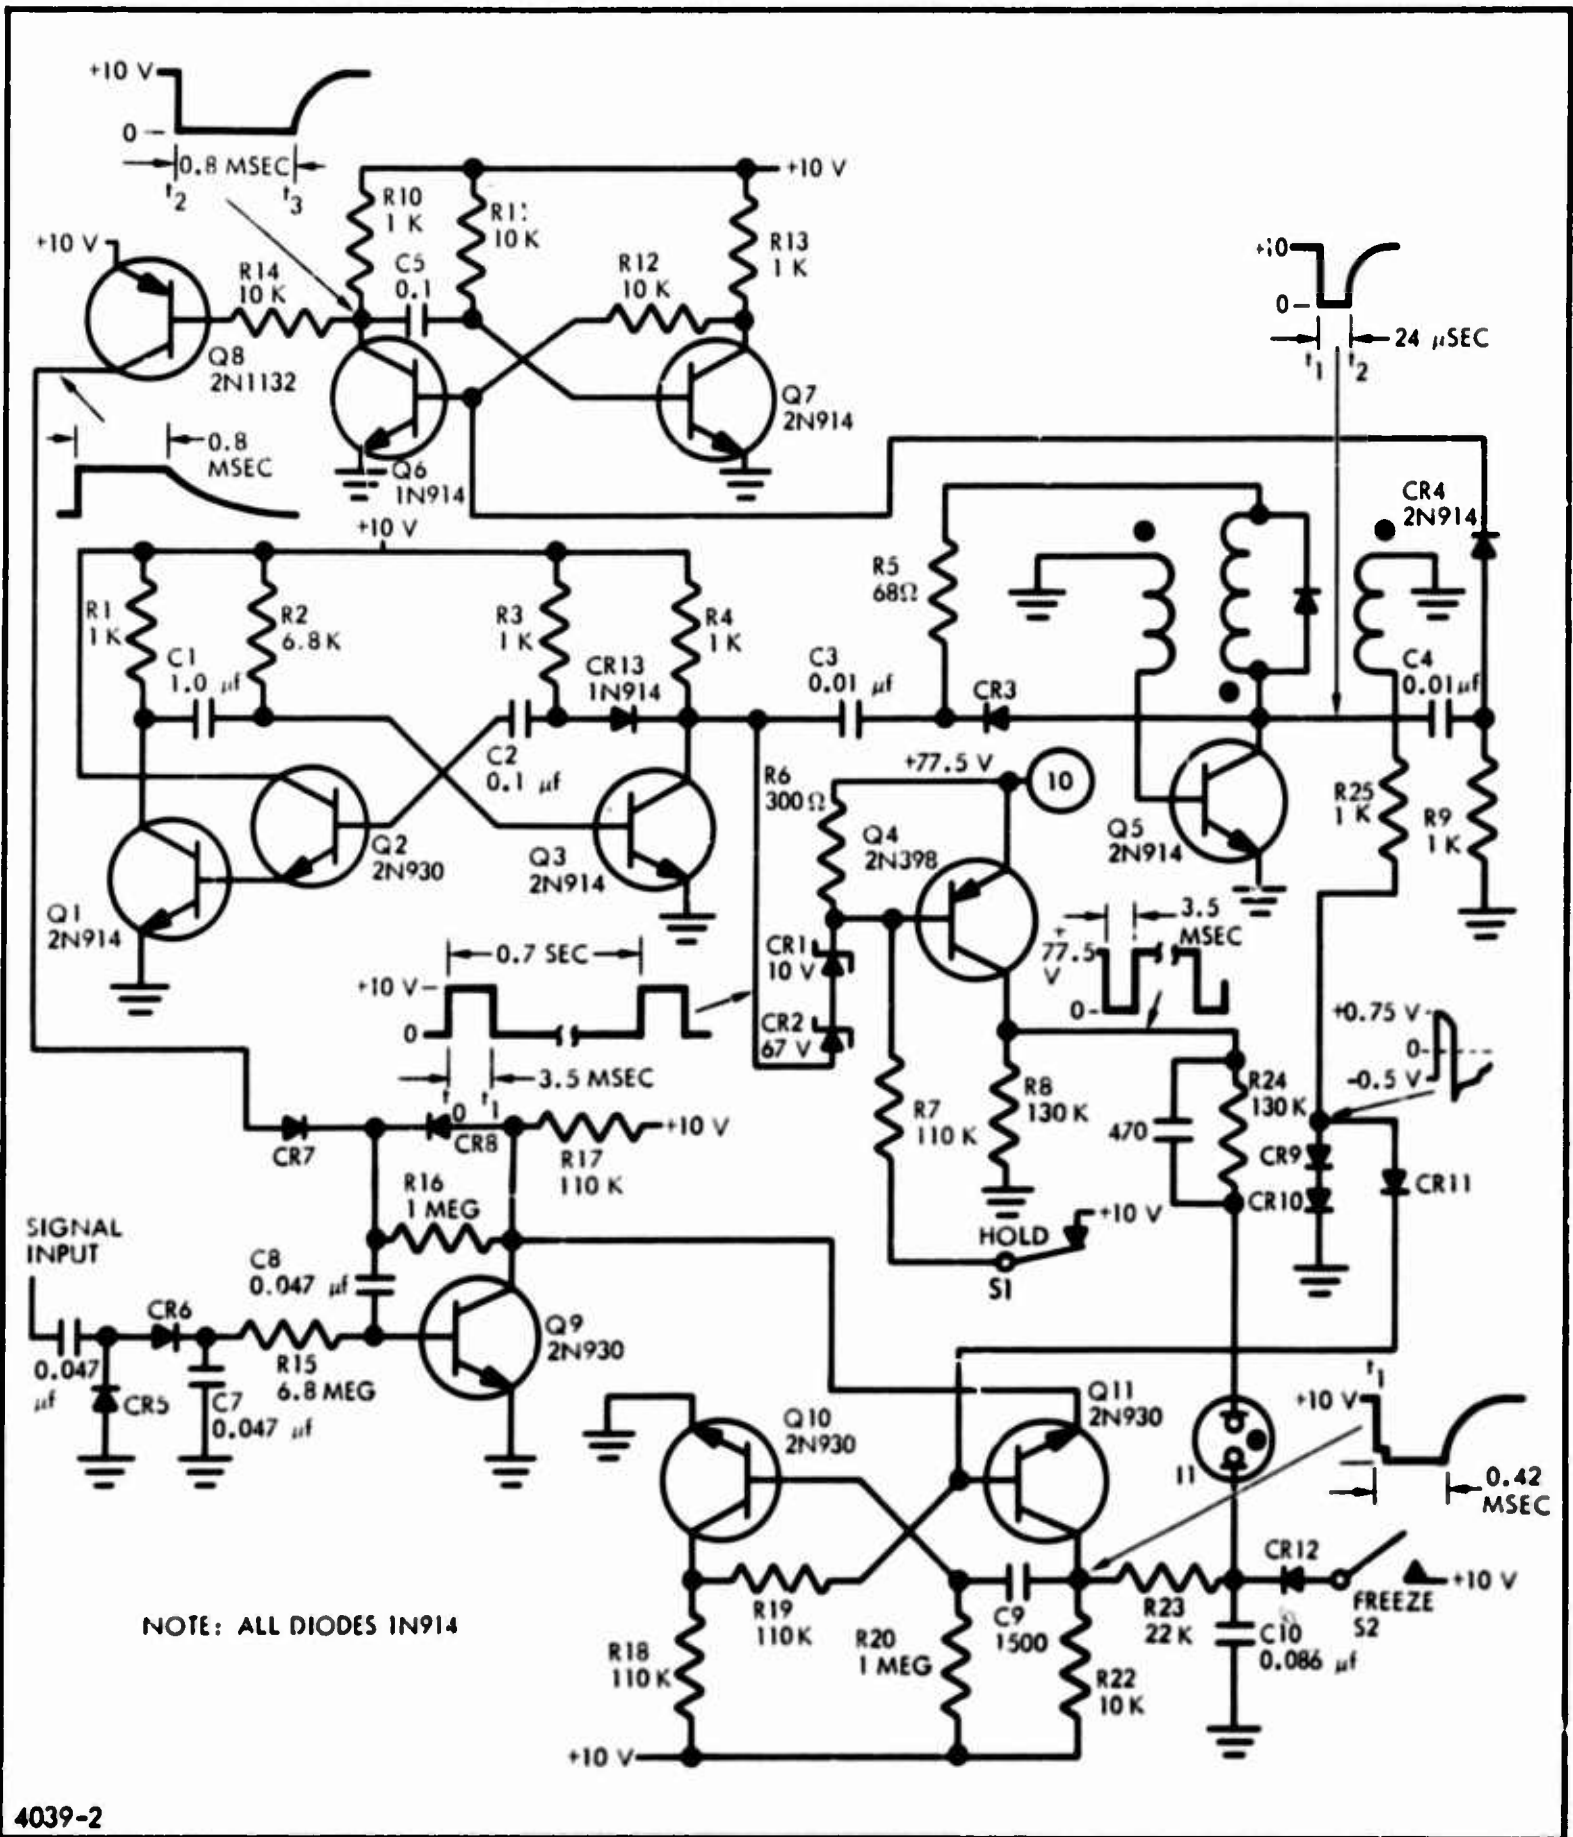 +10 V
0
0.8 MSEC
t2 t3
+10 V
R10
1 K
R11
10 K
+10 V
R13
1 K
R12
10 K
C5
0.1
R14
10 K
Q8
2N1132
Q7
2N914
Q6
1N914
0.8
MSEC
+10
0
24 μSEC
t1 t2
CR4
2N914
+10 V
R1
1 K
R2
6.8 K
C1
1.0 μf
R3
1 K
R4
1 K
CR13
1N914
C2
0.1 μf
C3
0.01 μf
R5
68Ω
CR3
C4
0.01 μf
Q1
2N914
Q2
2N930
Q3
2N914
R6
300Ω
+77.5 V
10
Q4
2N398
Q5
2N914
R25
1 K
R9
1 K
CR1
10 V
CR2
67 V
+10 V
0
0.7 SEC
3.5 MSEC
t0 t1
+
77.5
V
0
3.5
MSEC
R7
110 K
R8
130 K
470
R24
130 K
+0.75 V
0
-0.5 V
CR9
CR10
CR11
CR7
CR8
R17
110 K
+10 V
R16
1 MEG
HOLD
S1
+10 V
SIGNAL
INPUT
0.047
μf
CR5
CR6
C7
0.047 μf
R15
6.8 MEG
C8
0.047 μf
Q9
2N930
Q10
2N930
Q11
2N930
I1
t1
+10 V
0.42
MSEC
CR12
FREEZE
S2
+10 V
NOTE: ALL DIODES 1N914
R18
110 K
R19
110 K
R20
1 MEG
C9
1500
R22
10 K
R23
22 K
C10
0.086 μf
+10 V
4039-2